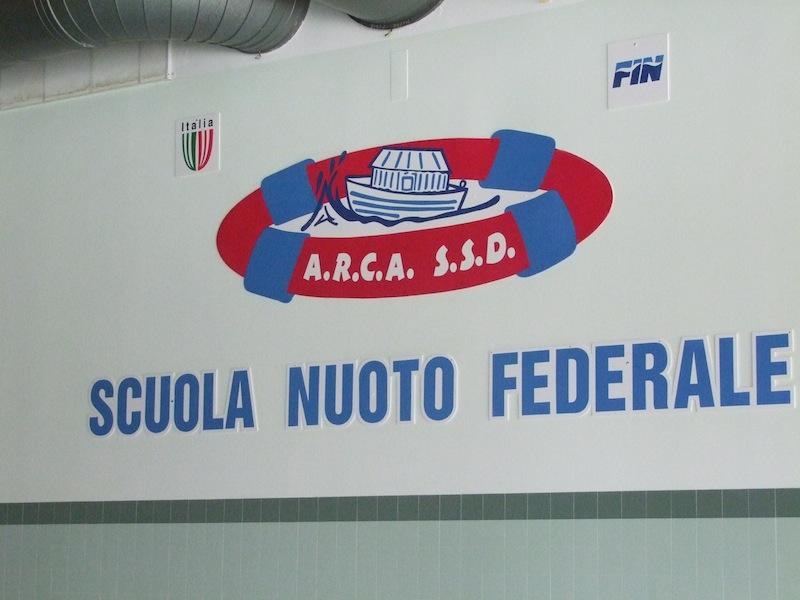 FIN
Italia
A.R.C.A. S.S.D.
SCUOLA NUOTO FEDERALE